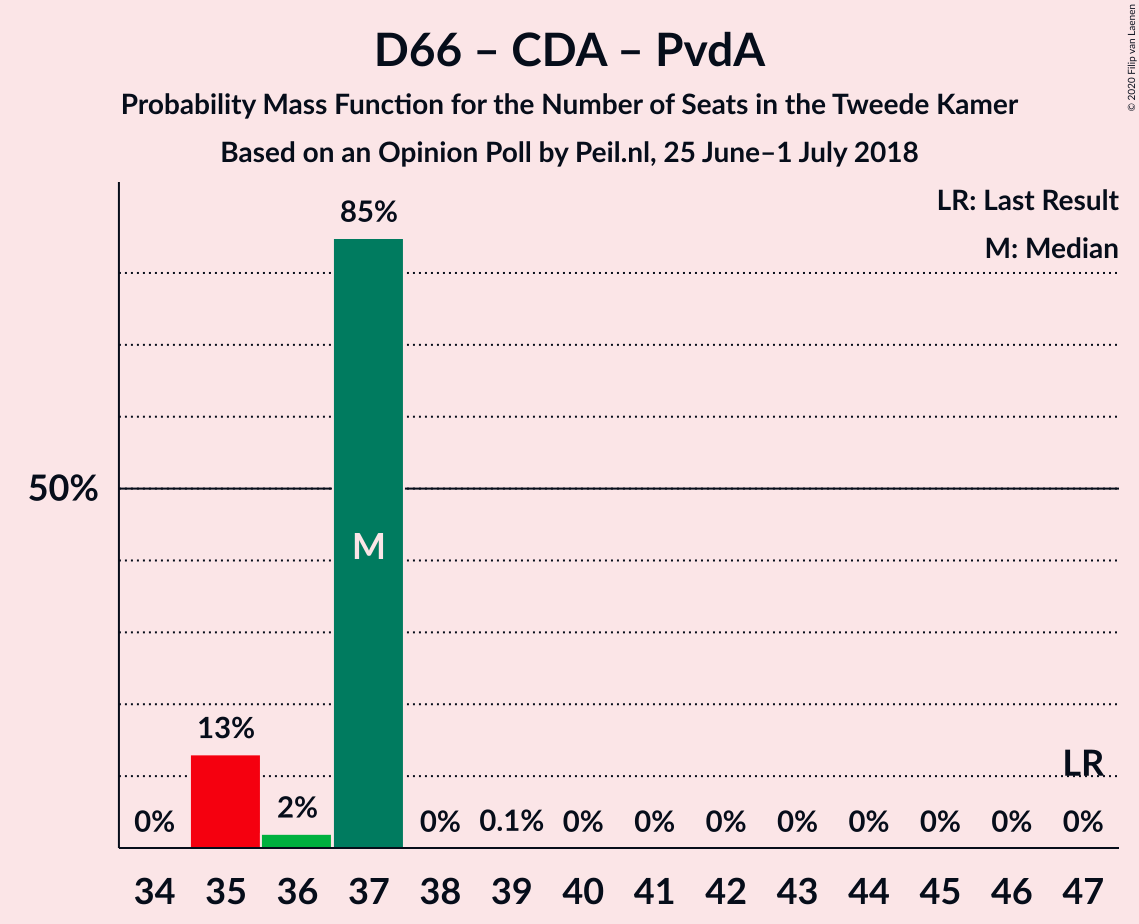 D66 – CDA – PvdA
Probability Mass Function for the Number of Seats in the Tweede Kamer
Based on an Opinion Poll by Peil.nl, 25 June–1 July 2018
© 2020 Filip van Laenen
LR: Last Result
M: Median
85%
50%
M
13%
LR
0% 2% 0% 0.1% 0% 0% 0% 0% 0% 0% 0% 0%
34 35 36 37 38 39 40 41 42 43 44 45 46 47